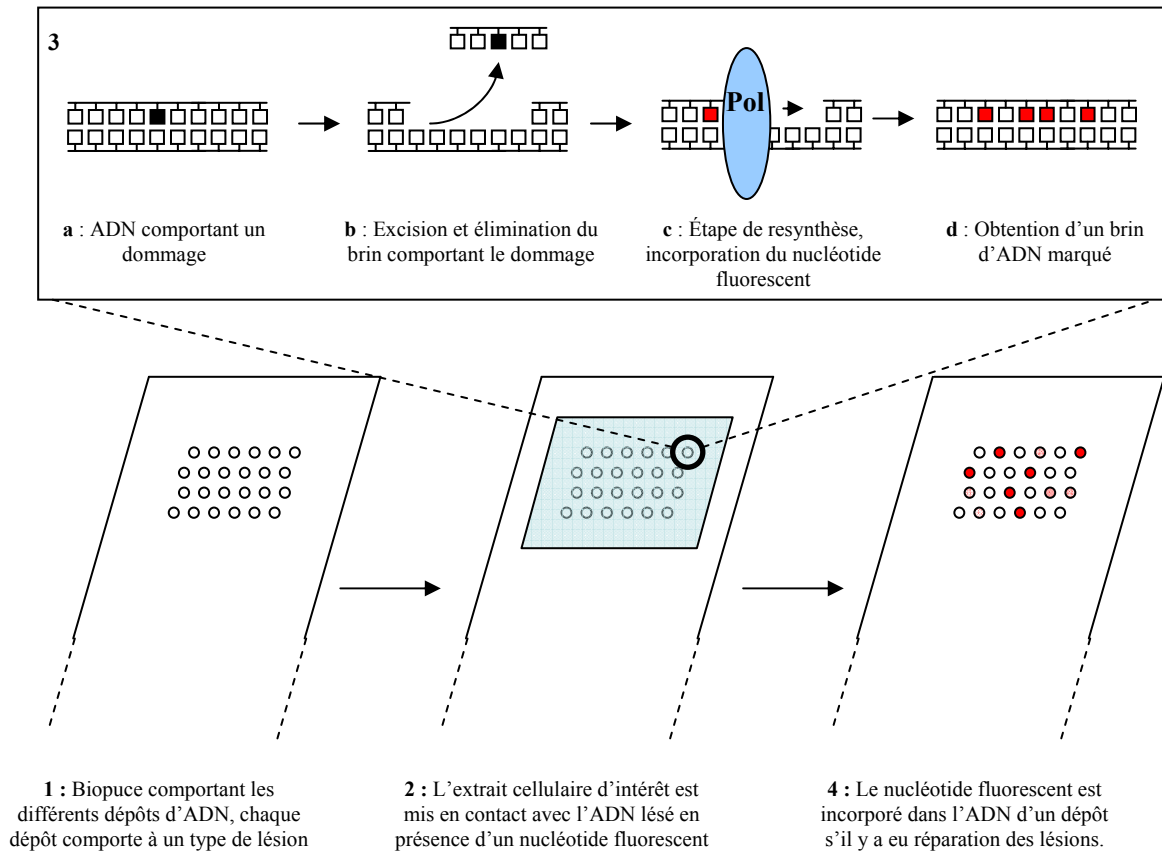 3
Pol
a : ADN comportant un
dommage
b : Excision et élimination du
brin comportant le dommage
c : Étape de resynthèse,
incorporation du nucléotide
fluorescent
d : Obtention d’un brin
d’ADN marqué
1 : Biopuce comportant les
différents dépôts d’ADN, chaque
dépôt comporte à un type de lésion
2 : L’extrait cellulaire d’intérêt est
mis en contact avec l’ADN lésé en
présence d’un nucléotide fluorescent
4 : Le nucléotide fluorescent est
incorporé dans l’ADN d’un dépôt
s’il y a eu réparation des lésions.